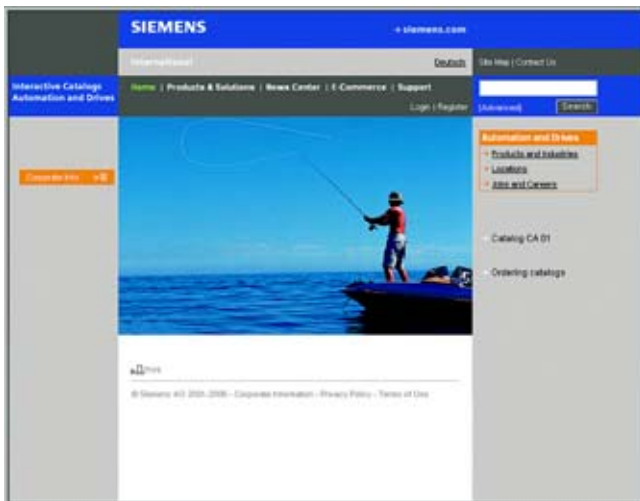 SIEMENS
→ siemens.com
International
Deutsch
Site Map | Contact Us
Interactive Catalogs
Automation and Drives
Home | Products & Solutions | News Center | E-Commerce | Support
Login | Register
[Advanced]
Search
Corporate Info
Automation and Drives
Products and Industries
Locations
Jobs and Careers
Catalog CA 01
Ordering catalogs
Print
© Siemens AG 2001-2006 - Corporate Information - Privacy Policy - Terms of Use